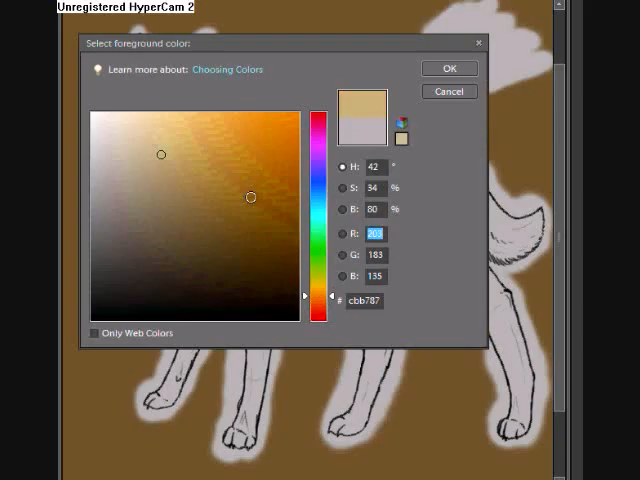 Unregistered HyperCam 2
Select foreground color:
Learn more about: Choosing Colors
OK
Cancel
H: 42 °
S: 34 %
B: 80 %
R: 203
G: 183
B: 135
# cbb787
Only Web Colors